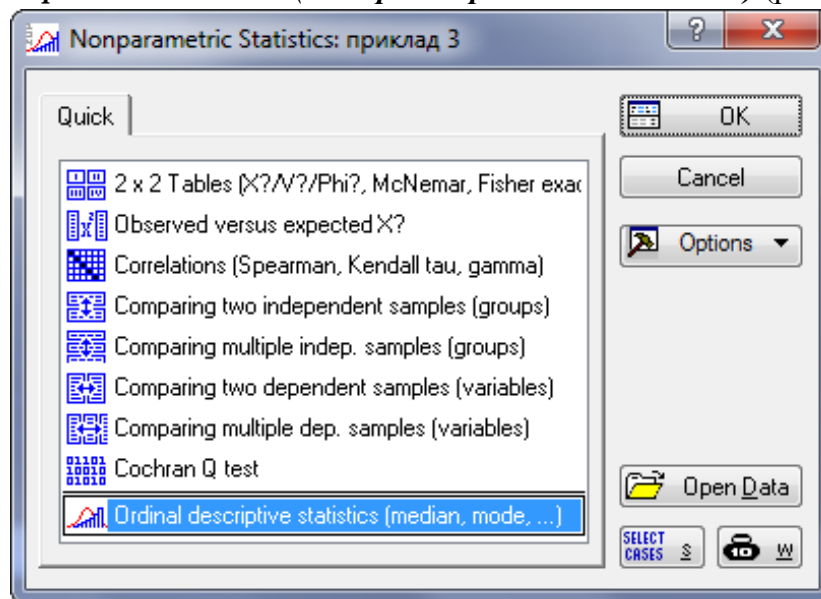 Nonparametric Statistics: приклад 3
?
X
Quick
2 x 2 Tables (X?/V?/Phi?, McNemar, Fisher exac
Observed versus expected X?
Correlations (Spearman, Kendall tau, gamma)
Comparing two independent samples (groups)
Comparing multiple indep. samples (groups)
Comparing two dependent samples (variables)
Comparing multiple dep. samples (variables)
Cochran Q test
Ordinal descriptive statistics (median, mode, ...)
OK
Cancel
Options
Open Data
SELECT
CASES S
W